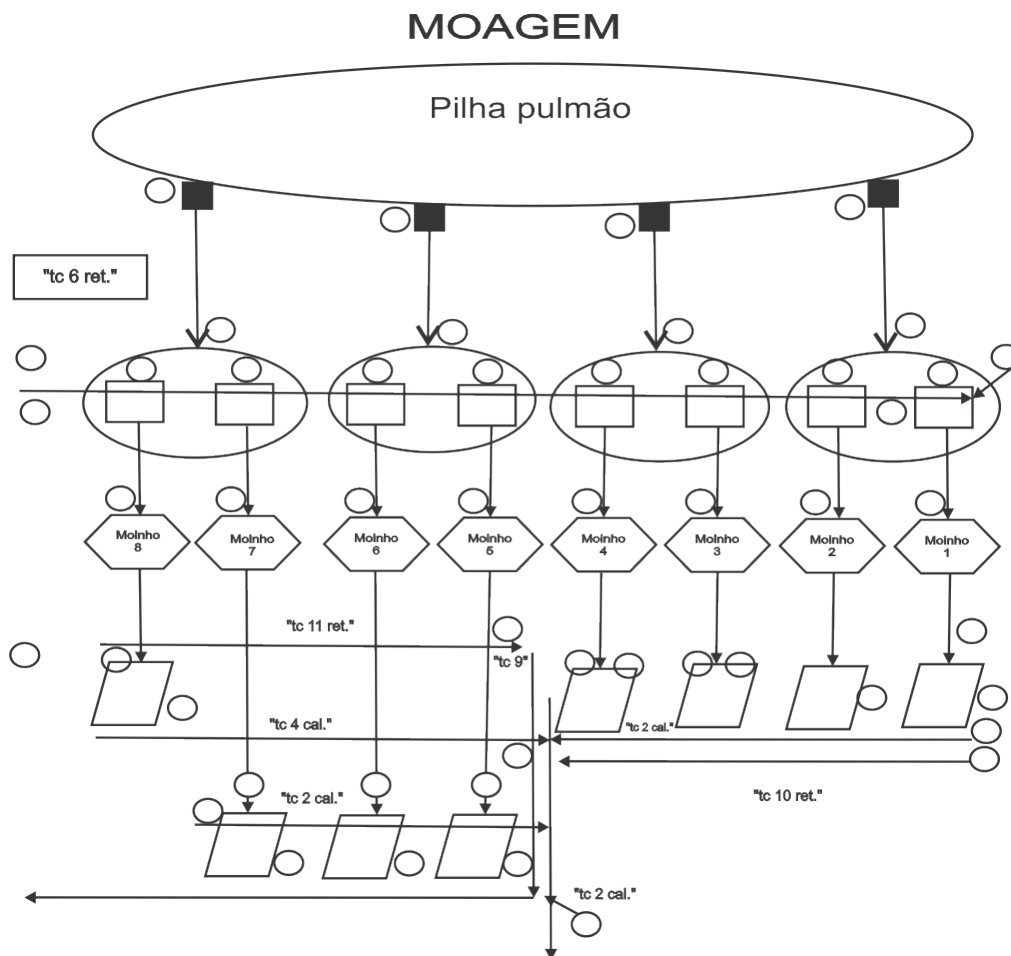 MOAGEM
Pilha pulmão
"tc 6 ret."
Moinho
8
Moinho
7
Moinho
6
Moinho
5
Moinho
4
Moinho
3
Moinho
2
Moinho
1
"tc 11 ret."
"tc 9"
"tc 4 cal."
"tc 2 cal."
"tc 10 ret."
"tc 2 cal."
"tc 2 cal."